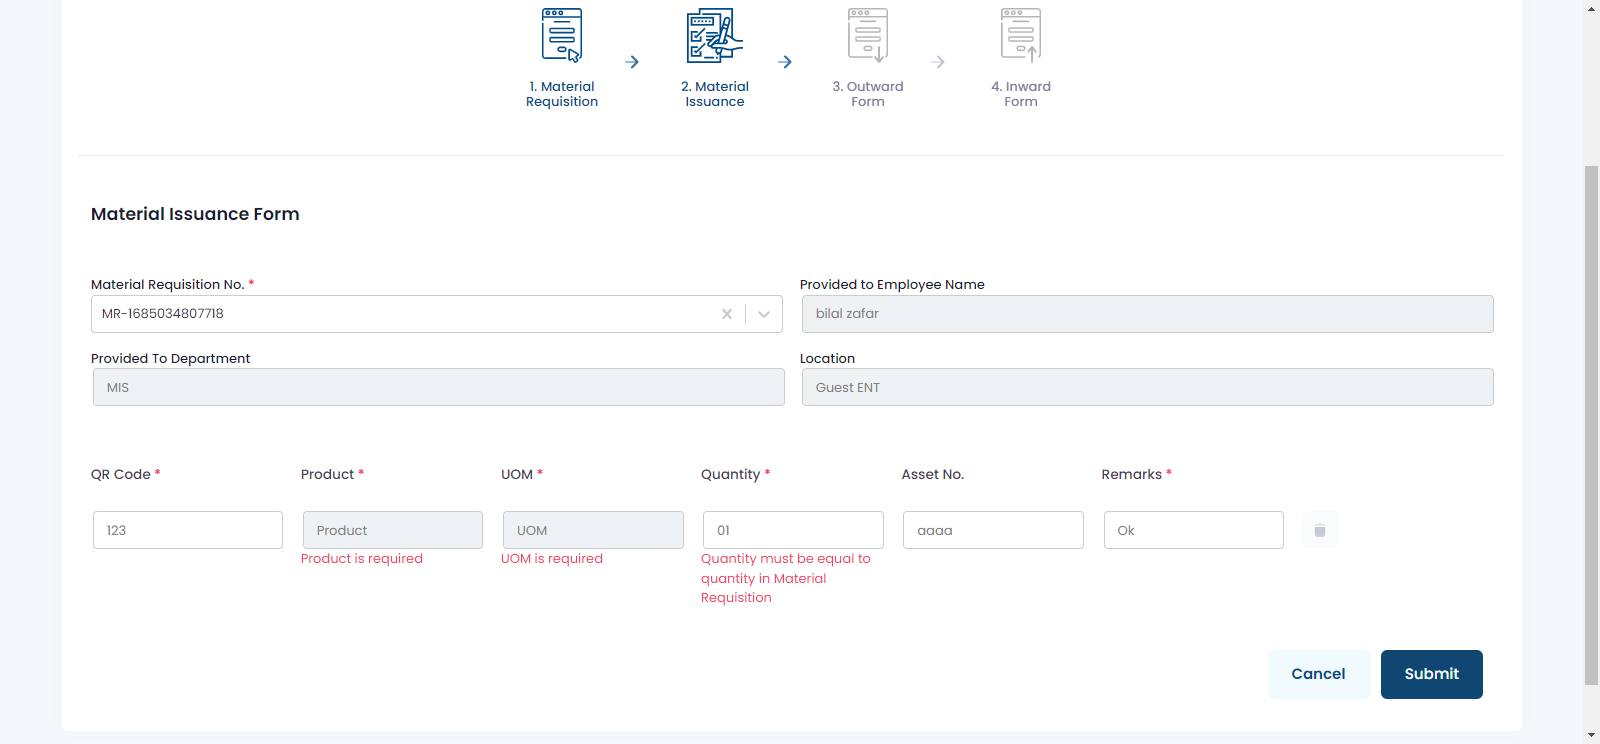 1. Material
Requisition
2. Material
Issuance
3. Outward
Form
4. Inward
Form
Material Issuance Form
Material Requisition No. *
Provided to Employee Name
MR-1685034807718
bilal zafar
Provided To Department
Location
MIS
Guest ENT
QR Code *
Product *
UOM *
Quantity *
Asset No.
Remarks *
123
Product
UOM
01
aaaa
Ok
Product is required
UOM is required
Quantity must be equal to
quantity in Material
Requisition
Cancel
Submit